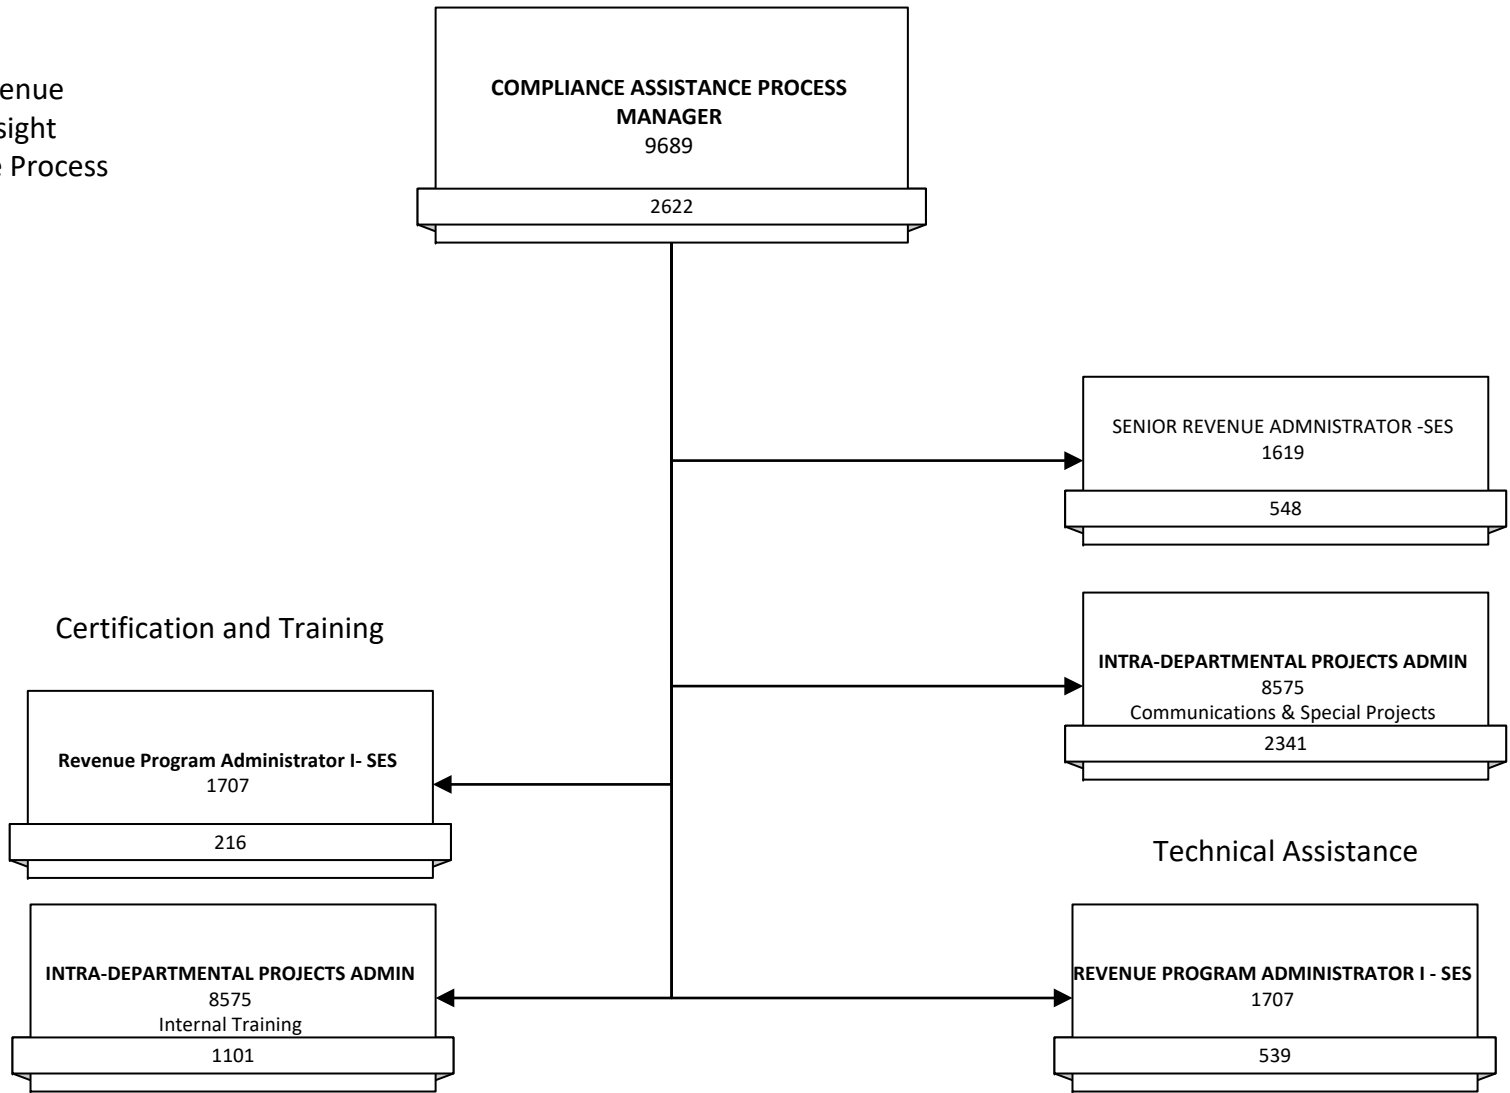 sight
Process
COMPLIANCE ASSISTANCE PROCESS
MANAGER
9689
2622
SENIOR REVENUE ADMNISTRATOR -SES
1619
548
Certification and Training
INTRA-DEPARTMENTAL PROJECTS ADMIN
8575
Communications & Special Projects
2341
Revenue Program Administrator I- SES
1707
216
Technical Assistance
INTRA-DEPARTMENTAL PROJECTS ADMIN
8575
Internal Training
1101
REVENUE PROGRAM ADMINISTRATOR I - SES
1707
539